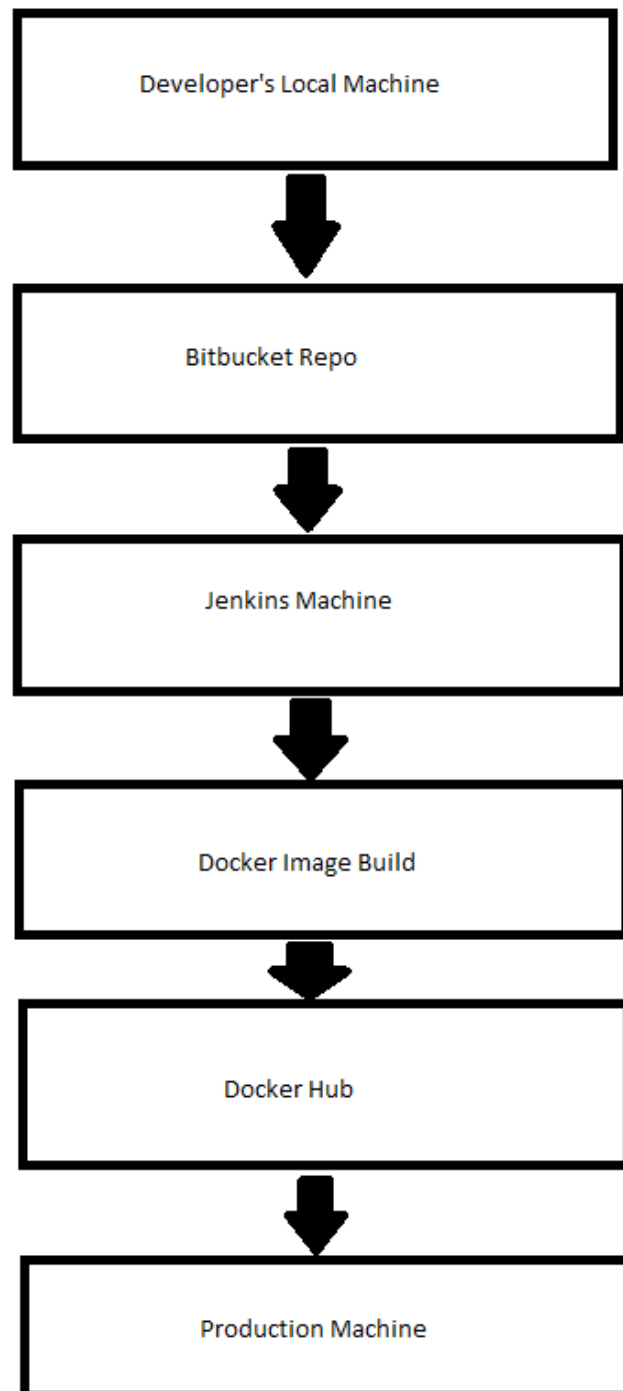 Developer's Local Machine
Bitbucket Repo
Jenkins Machine
Docker Image Build
Docker Hub
Production Machine